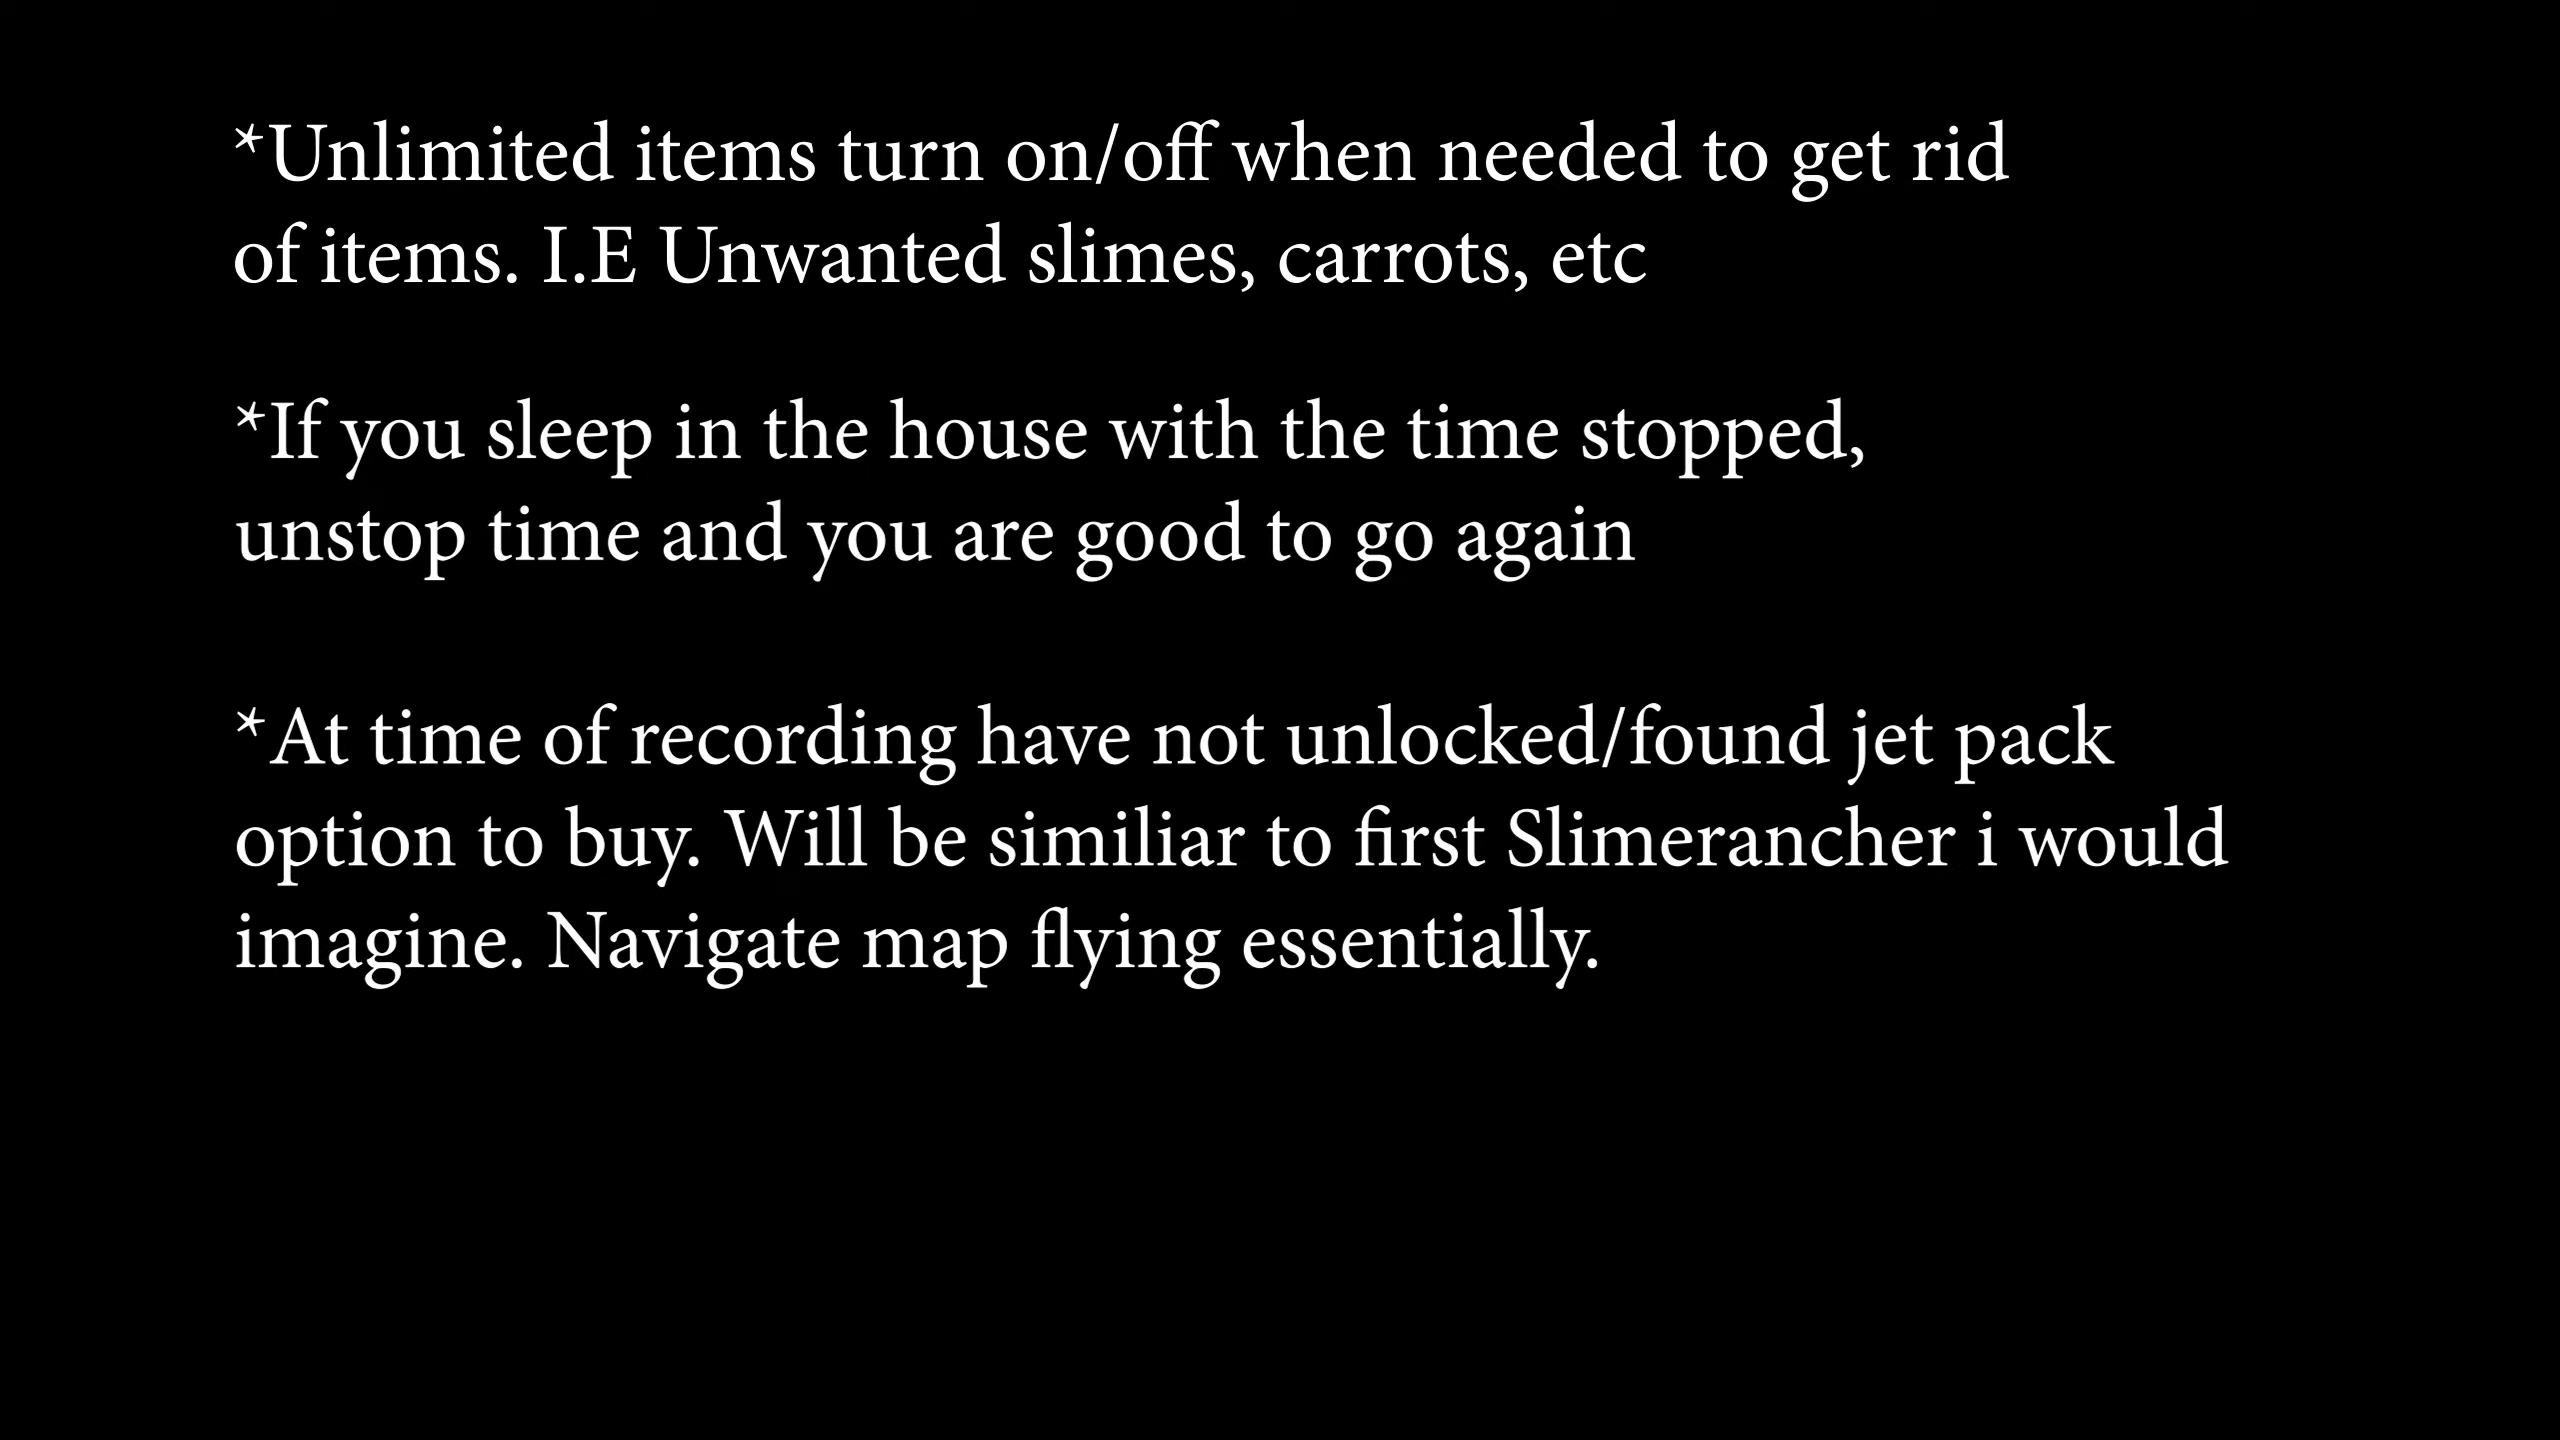 *Unlimited items turn on/off when needed to get rid
of items. I.E Unwanted slimes, carrots, etc
*If you sleep in the house with the time stopped,
unstop time and you are good to go again
*At time of recording have not unlocked/found jet pack
option to buy. Will be similiar to first Slimerancher i would
imagine. Navigate map flying essentially.